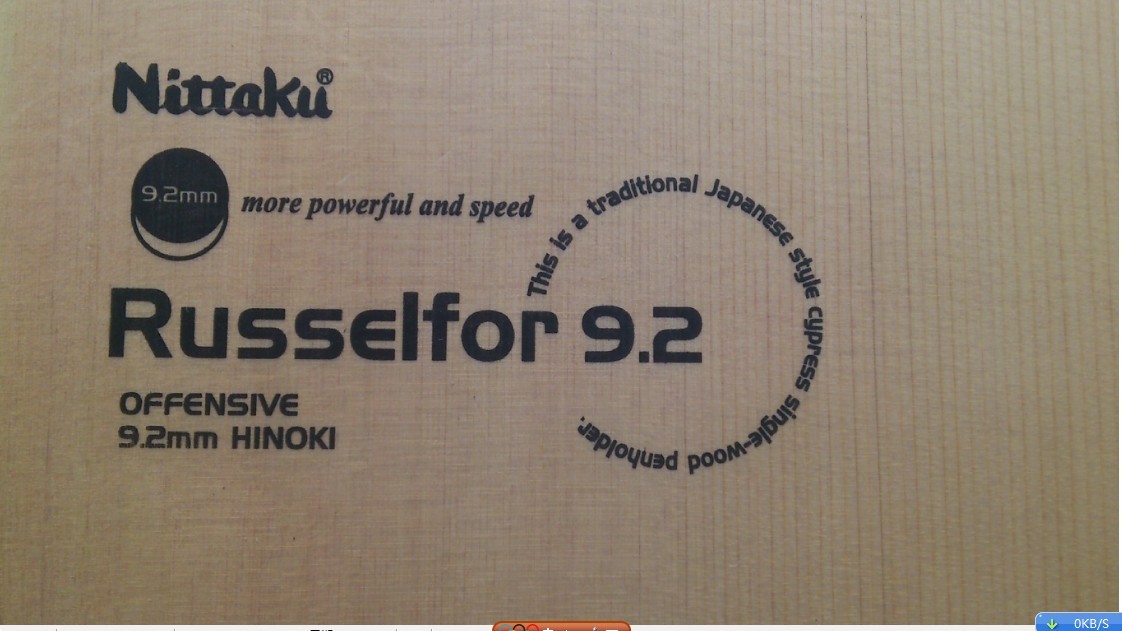 Nittaku®
9.2mm
more powerful and speed
This is a traditional Japanese style cypress single-wood penholder.
Russelfor 9.2
OFFENSIVE
9.2mm HINOKI
0KB/S